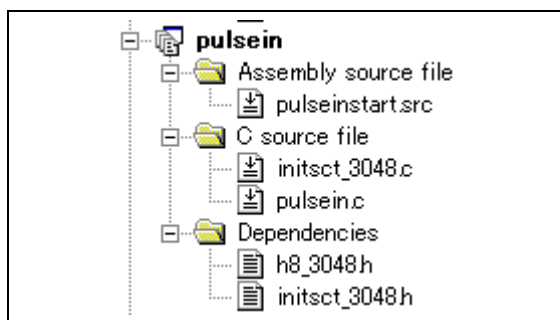 pulsein
Assembly source file
pulseinstart.src
C source file
initsct_3048.c
pulsein.c
Dependencies
h8_3048.h
initsct_3048.h